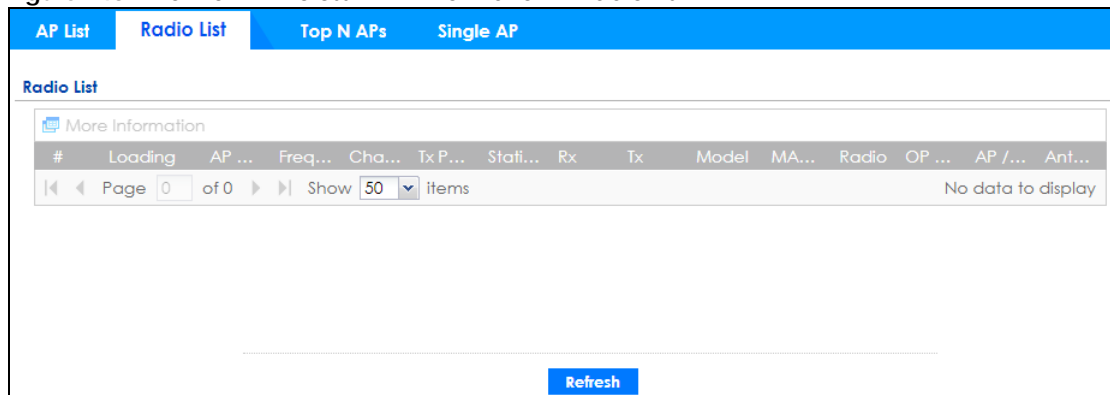 AP List Radio List Top N APs Single AP
Radio List
More Information
# Loading AP ... Freq... Cha... Tx P... Stati... Rx Tx Model MA... Radio OP ... AP /... Ant...
Page 0 of 0 Show 50 items No data to display
Refresh